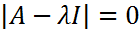 |A − λI| = 0